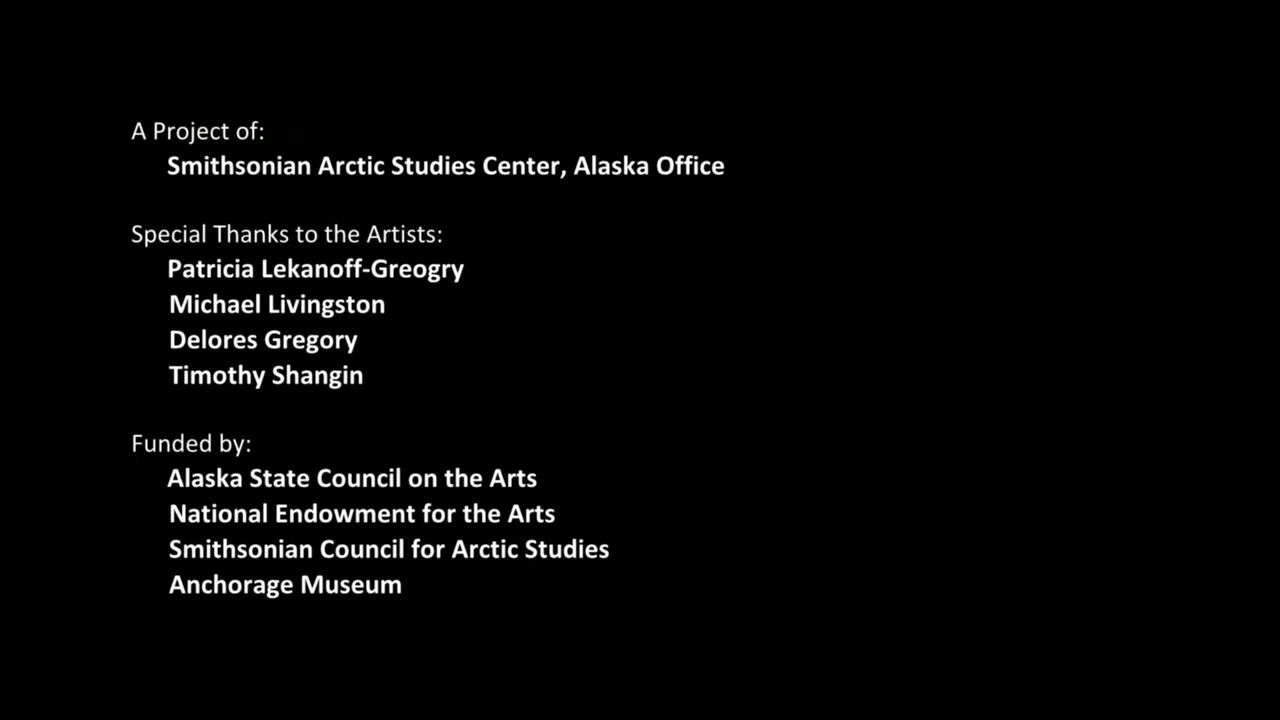 A Project of:
Smithsonian Arctic Studies Center, Alaska Office
Special Thanks to the Artists:
Patricia Lekanoff-Greogry
Michael Livingston
Delores Gregory
Timothy Shangin
Funded by:
Alaska State Council on the Arts
National Endowment for the Arts
Smithsonian Council for Arctic Studies
Anchorage Museum